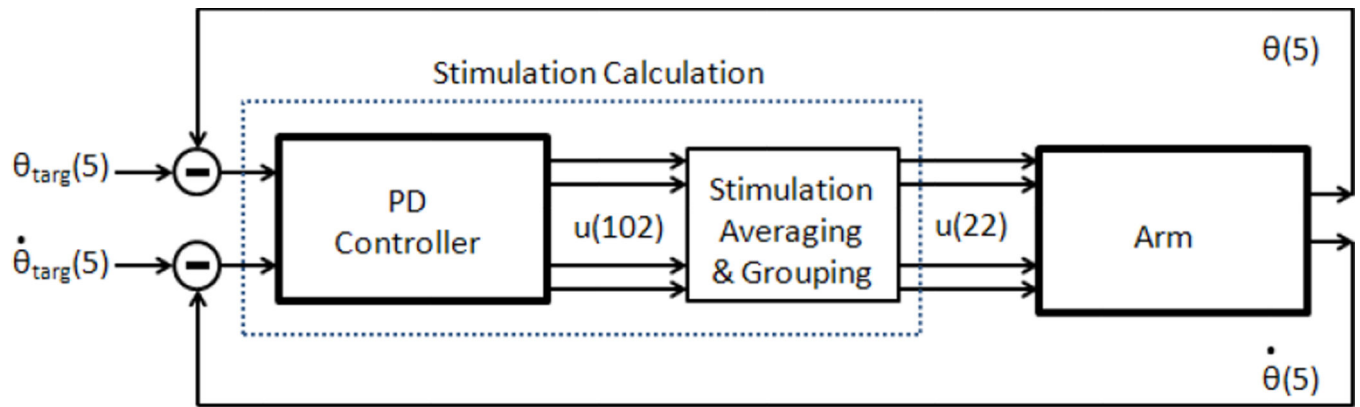 θ(5)
Stimulation Calculation
θtarg(5)
PD
Controller
u(102)
Stimulation
Averaging
& Grouping
u(22)
Arm
θ̇targ(5)
θ̇(5)